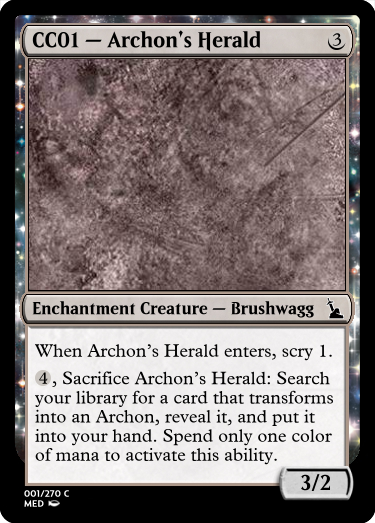 CC01 — Archon's Herald 3
Enchantment Creature — Brushwagg
When Archon's Herald enters, scry 1.
4, Sacrifice Archon's Herald: Search
your library for a card that transforms
into an Archon, reveal it, and put it
into your hand. Spend only one color
of mana to activate this ability.
3/2
001/270 C
MED